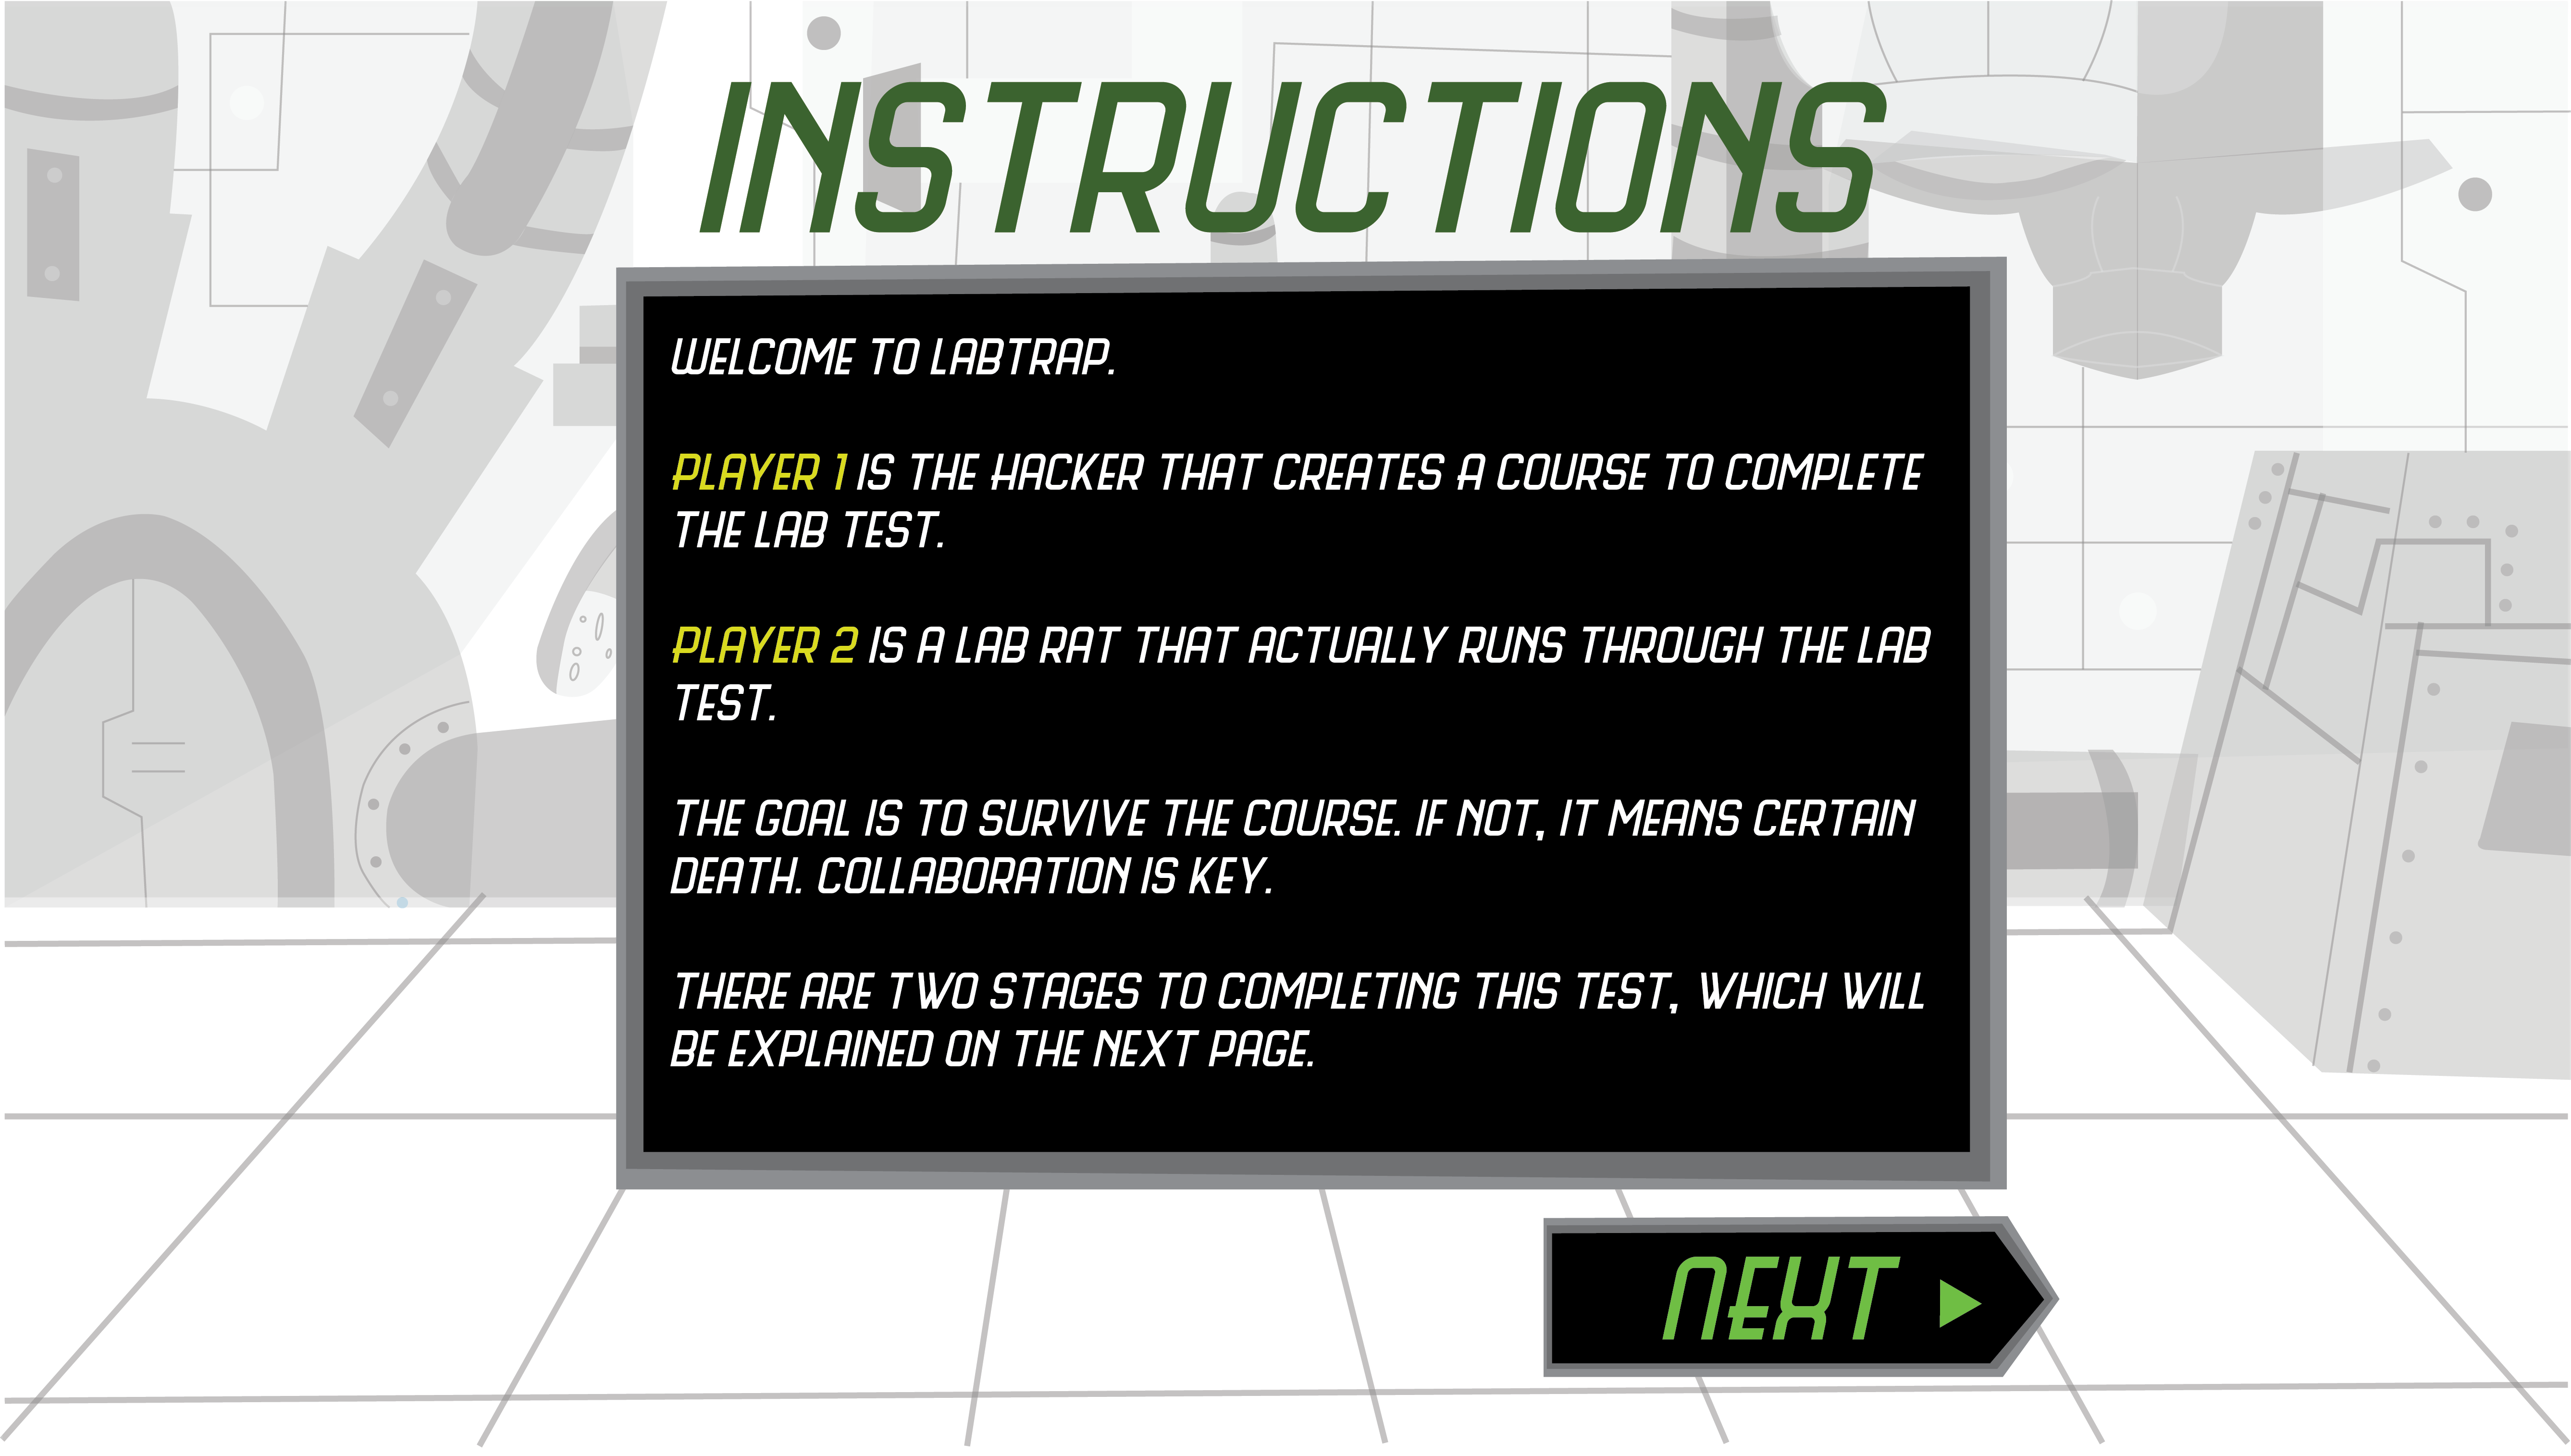 INSTRUCTIONS
WELCOME TO LABTRAP.
PLAYER 1 IS THE HACKER THAT CREATES A COURSE TO COMPLETE
THE LAB TEST.
PLAYER 2 IS A LAB RAT THAT ACTUALLY RUNS THROUGH THE LAB
TEST.
THE GOAL IS TO SURVIVE THE COURSE. IF NOT, IT MEANS CERTAIN
DEATH. COLLABORATION IS KEY.
THERE ARE TWO STAGES TO COMPLETING THIS TEST, WHICH WILL
BE EXPLAINED ON THE NEXT PAGE.
NEXT